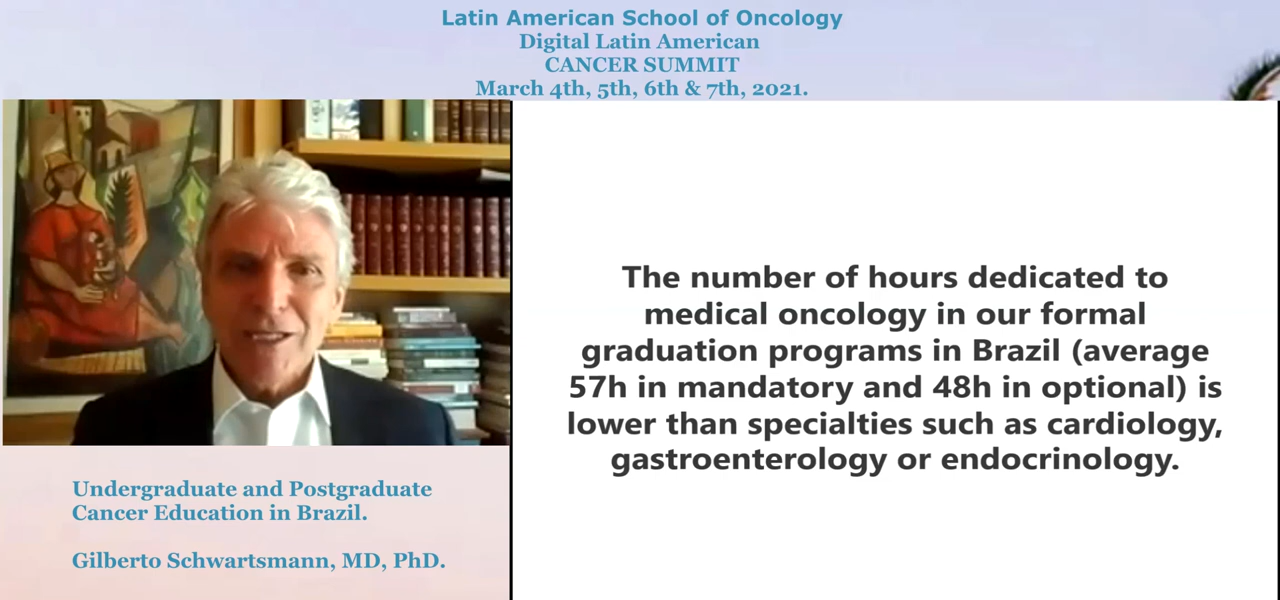 Latin American School of Oncology
Digital Latin American
CANCER SUMMIT
March 4th, 5th, 6th & 7th, 2021.
The number of hours dedicated to
medical oncology in our formal
graduation programs in Brazil (average
57h in mandatory and 48h in optional) is
lower than specialties such as cardiology,
gastroenterology or endocrinology.
Undergraduate and Postgraduate
Cancer Education in Brazil.
Gilberto Schwartsmann, MD, PhD.